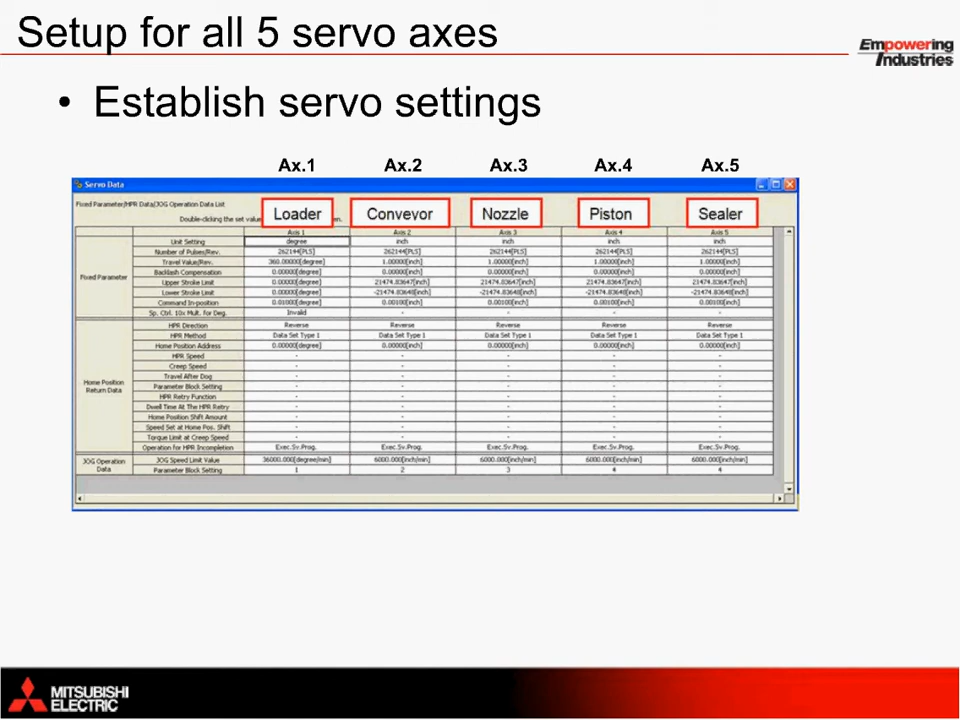 Setup for all 5 servo axes
Empowering
Industries
• Establish servo settings
Ax.1 Ax.2 Ax.3 Ax.4 Ax.5
Servo Data
Fixed Parameter/HPR Data/JOG Operation Data List
Double-clicking the set valu en.
Loader Conveyor Nozzle Piston Sealer
Axis 1 Axis 2 Axis 3 Axis 4 Axis 5
Fixed Parameter
Unit Setting degree inch inch inch inch
Number of Pulses/Rev. 262144[PLS] 262144[PLS] 262144[PLS] 262144[PLS] 262144[PLS]
Travel Value/Rev. 360.00000[degree] 1.00000[inch] 1.00000[inch] 1.00000[inch] 1.00000[inch]
Backlash Compensation 0.00000[degree] 0.00000[inch] 0.00000[inch] 0.00000[inch] 0.00000[inch]
Upper Stroke Limit 0.00000[degree] 21474.83647[inch] 21474.83647[inch] 21474.83647[inch] 21474.83647[inch]
Lower Stroke Limit 0.00000[degree] -21474.83648[inch] -21474.83648[inch] -21474.83648[inch] -21474.83648[inch]
Command In-position 0.01000[degree] 0.00100[inch] 0.00100[inch] 0.00100[inch] 0.00100[inch]
Sp. Ctrl. 10x Mult. for Deg. Invalid - - - -
Home Position
Return Data
HPR Direction Reverse Reverse Reverse Reverse Reverse
HPR Method Data Set Type 1 Data Set Type 1 Data Set Type 1 Data Set Type 1 Data Set Type 1
Home Position Address 0.00000[degree] 0.00000[inch] 0.00000[inch] 0.00000[inch] 0.00000[inch]
HPR Speed - - - - -
Creep Speed - - - - -
Travel After Dog - - - - -
Parameter Block Setting - - - - -
HPR Retry Function - - - - -
Dwell Time At The HPR Retry - - - - -
Home Position Shift Amount - - - - -
Speed Set at Home Pos. Shift - - - - -
Torque Limit at Creep Speed - - - - -
Operation for HPR Incompletion Exec.Sv.Prog. Exec.Sv.Prog. Exec.Sv.Prog. Exec.Sv.Prog. Exec.Sv.Prog.
JOG Operation
Data
JOG Speed Limit Value 36000.000[degree/min] 6000.000[inch/min] 6000.000[inch/min] 6000.000[inch/min] 6000.000[inch/min]
Parameter Block Setting 1 2 3 4 4
MITSUBISHI
ELECTRIC